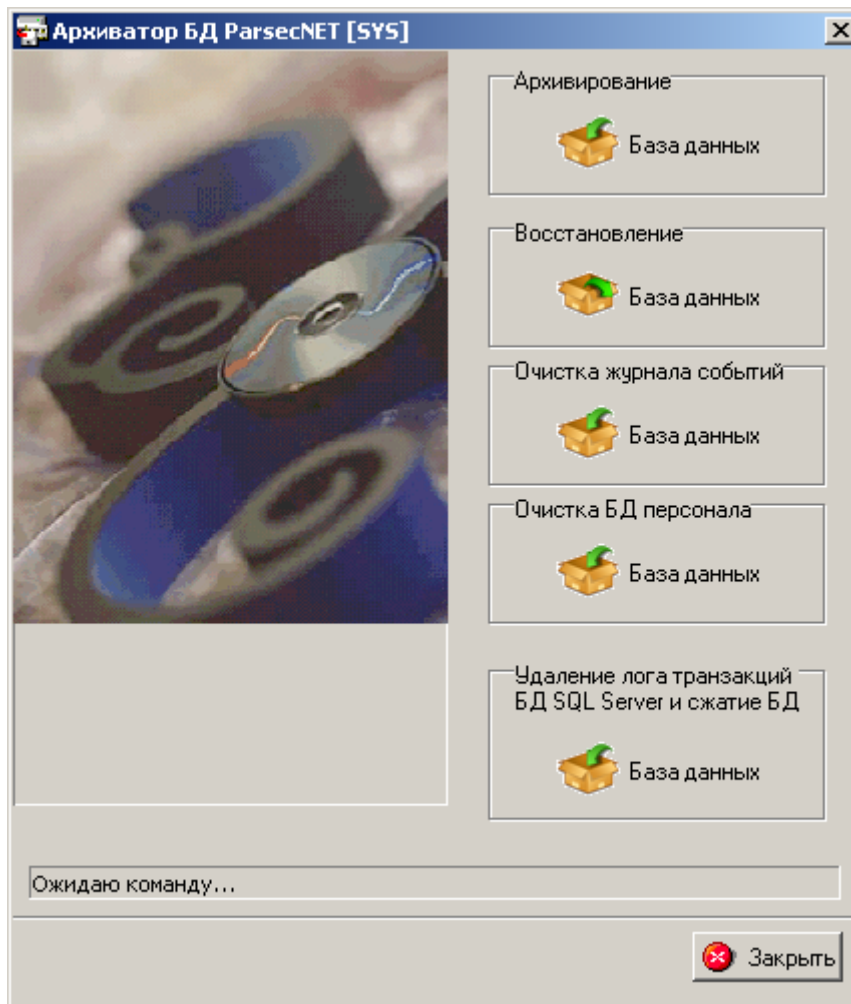 Архиватор БД ParsecNET [SYS]
Архивирование
База данных
Восстановление
База данных
Очистка журнала событий
База данных
Очистка БД персонала
База данных
Удаление лога транзакций
БД SQL Server и сжатие БД
База данных
Ожидаю команду...
Закрыть